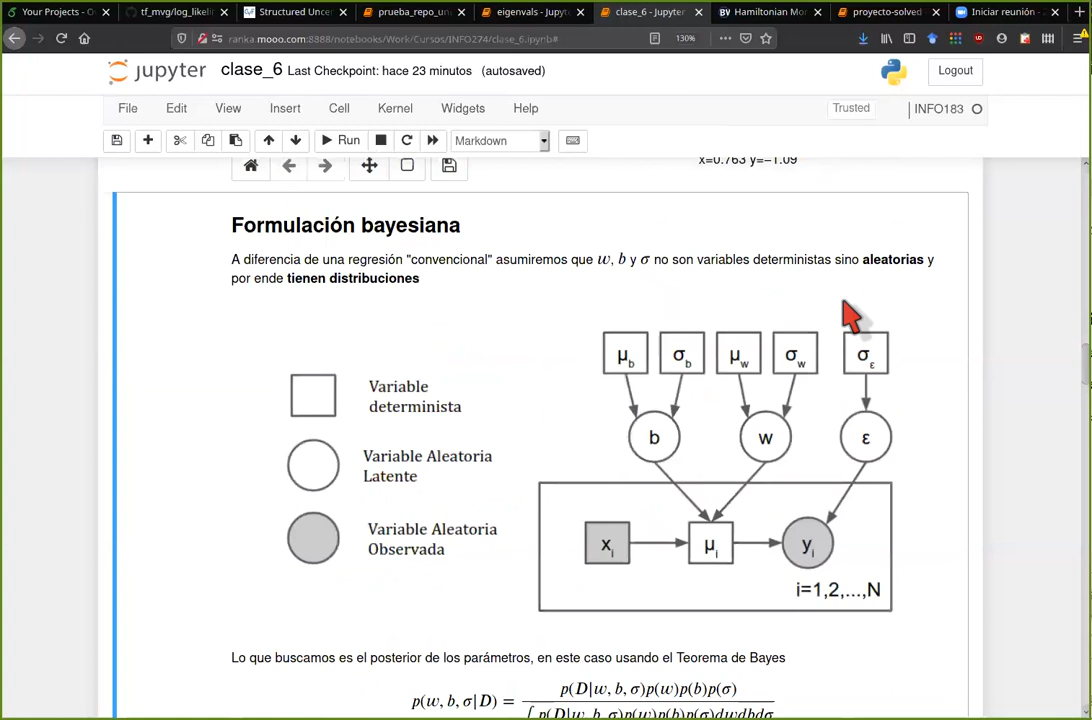 Your Projects - O
tf_mvg/log_likelin
Structured Uncer
prueba_repo_un
eigenvals - Jupyte
clase_6 - Jupyter
Hamiltonian Mon
proyecto-solved
Iniciar reunión - Z
ranka.mooo.com:8888/notebooks/Work/Cursos/INFO274/clase_6.ipynb#
130%
jupyter clase_6 Last Checkpoint: hace 23 minutos (autosaved)
Logout
File Edit View Insert Cell Kernel Widgets Help
Trusted
INFO183
Run
Markdown
x=0.763 y=−1.09
Formulación bayesiana
A diferencia de una regresión "convencional" asumiremos que w, b y σ no son variables deterministas sino aleatorias y
por ende tienen distribuciones
μb σb μw σw σε
Variable
determinista
b w ε
Variable Aleatoria
Latente
Variable Aleatoria
Observada
xi μi yi
i=1,2,...,N
Lo que buscamos es el posterior de los parámetros, en este caso usando el Teorema de Bayes
p(w, b, σ|D) = p(D|w, b, σ)p(w)p(b)p(σ)
∫ p(D|w, b, σ)p(w)p(b)p(σ)dwdbdσ